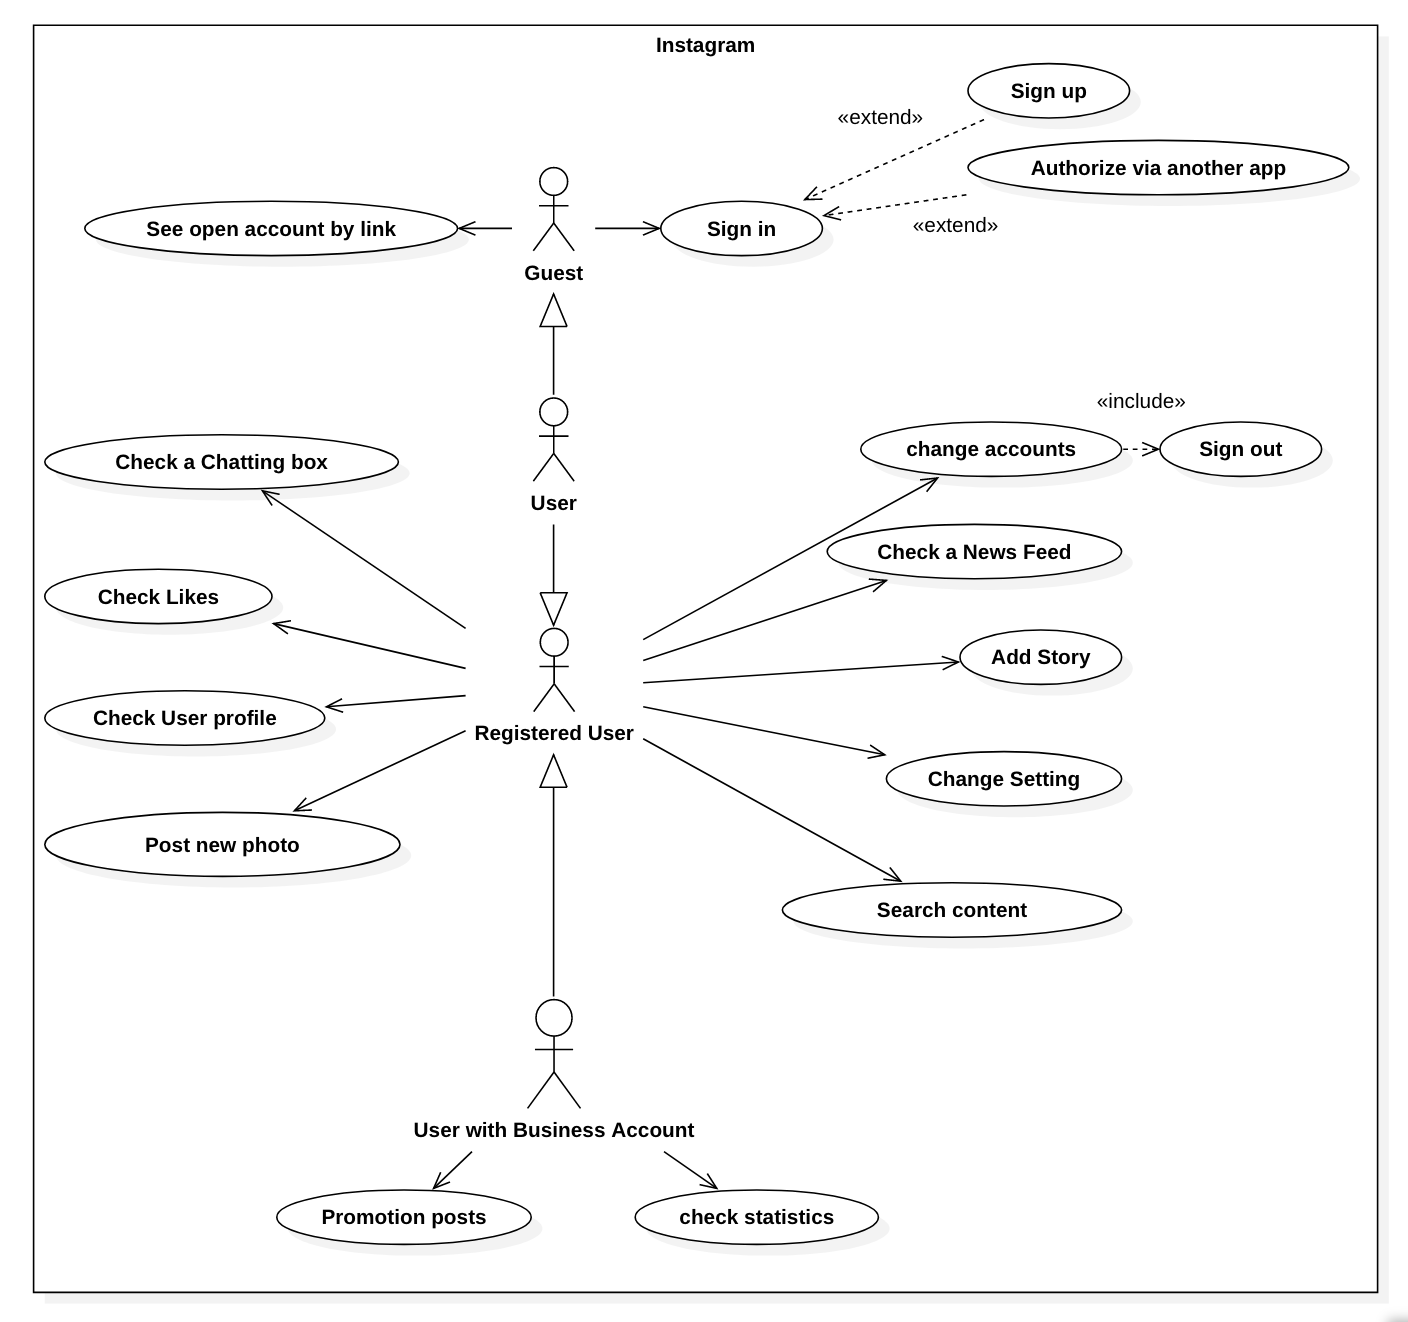 Instagram
Sign up
«extend»
Authorize via another app
See open account by link
Sign in
«extend»
Guest
«include»
change accounts
Sign out
Check a Chatting box
User
Check a News Feed
Check Likes
Add Story
Check User profile
Registered User
Change Setting
Post new photo
Search content
User with Business Account
Promotion posts
check statistics